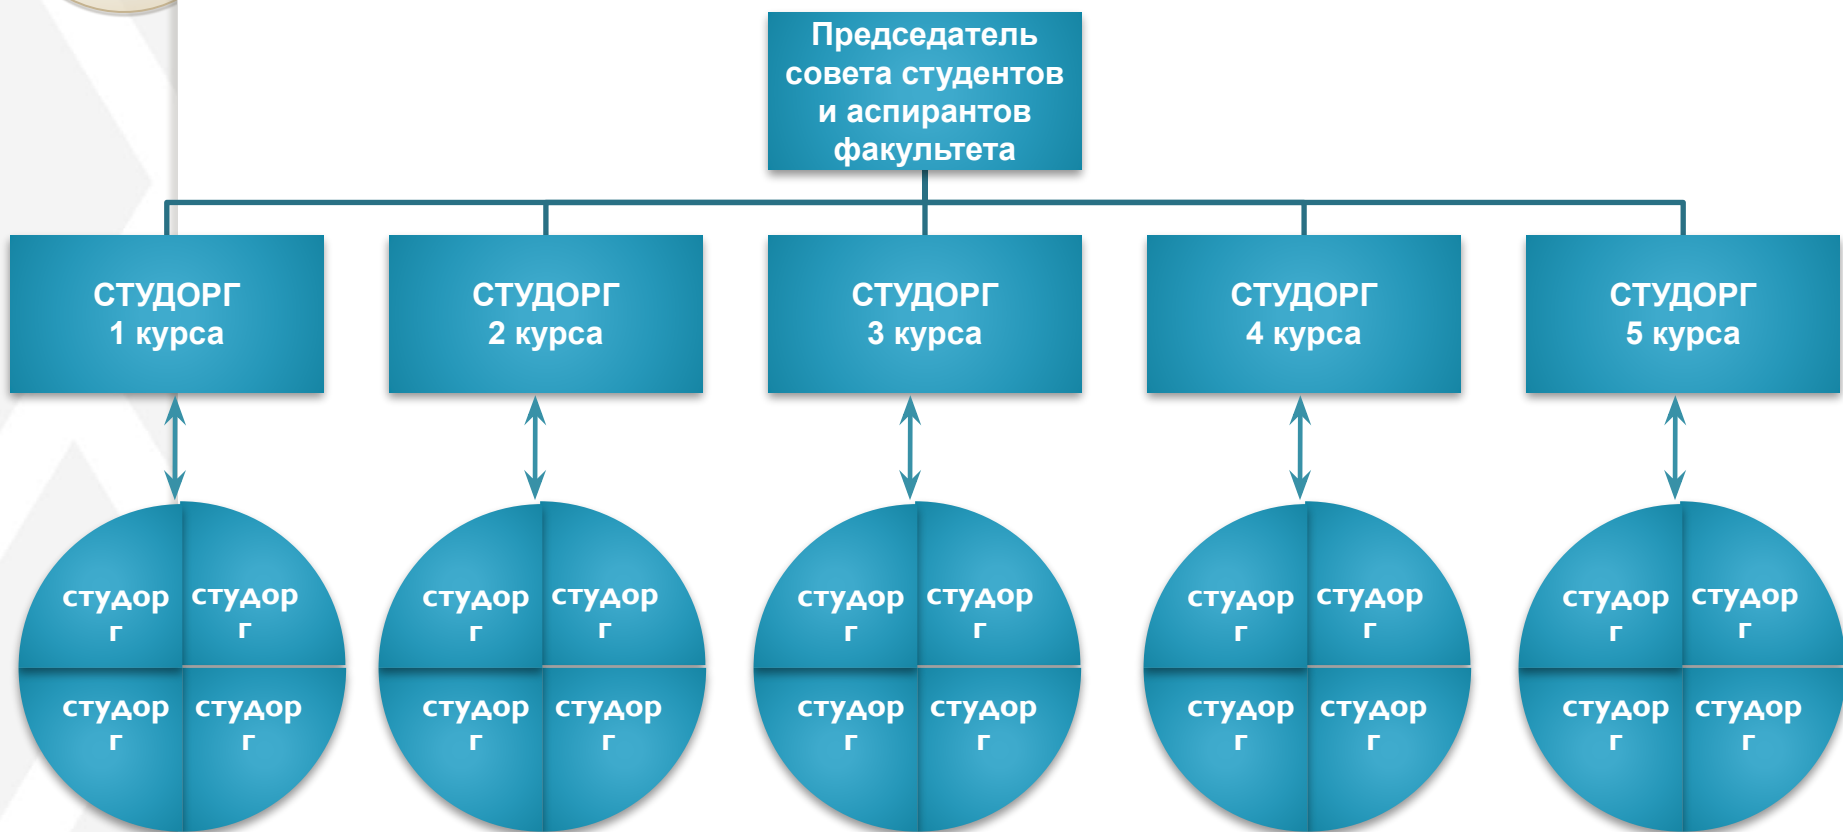 Председатель
совета студентов
и аспирантов
факультета
СТУДОРГ
1 курса
СТУДОРГ
2 курса
СТУДОРГ
3 курса
СТУДОРГ
4 курса
СТУДОРГ
5 курса
студор
г
студор
г
студор
г
студор
г
студор
г
студор
г
студор
г
студор
г
студор
г
студор
г
студор
г
студор
г
студор
г
студор
г
студор
г
студор
г
студор
г
студор
г
студор
г
студор
г